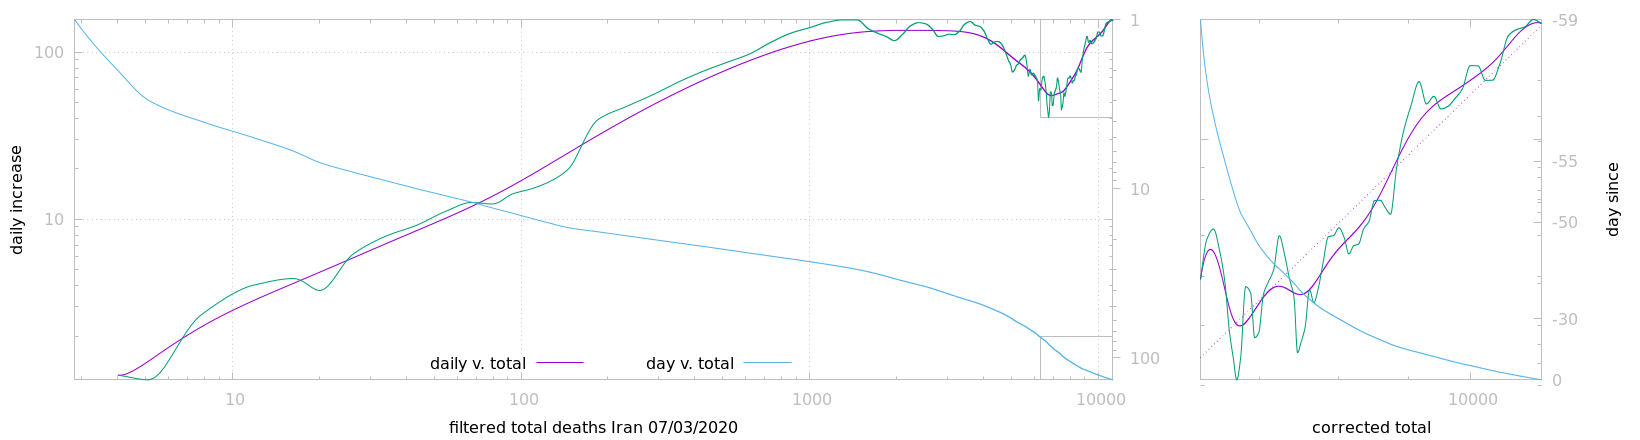 daily increase
100
10
daily v. total
day v. total
10
100
1000
10000
filtered total deaths Iran 07/03/2020
1
10
100
10000
corrected total
-59
-55
-50
-30
0
day since